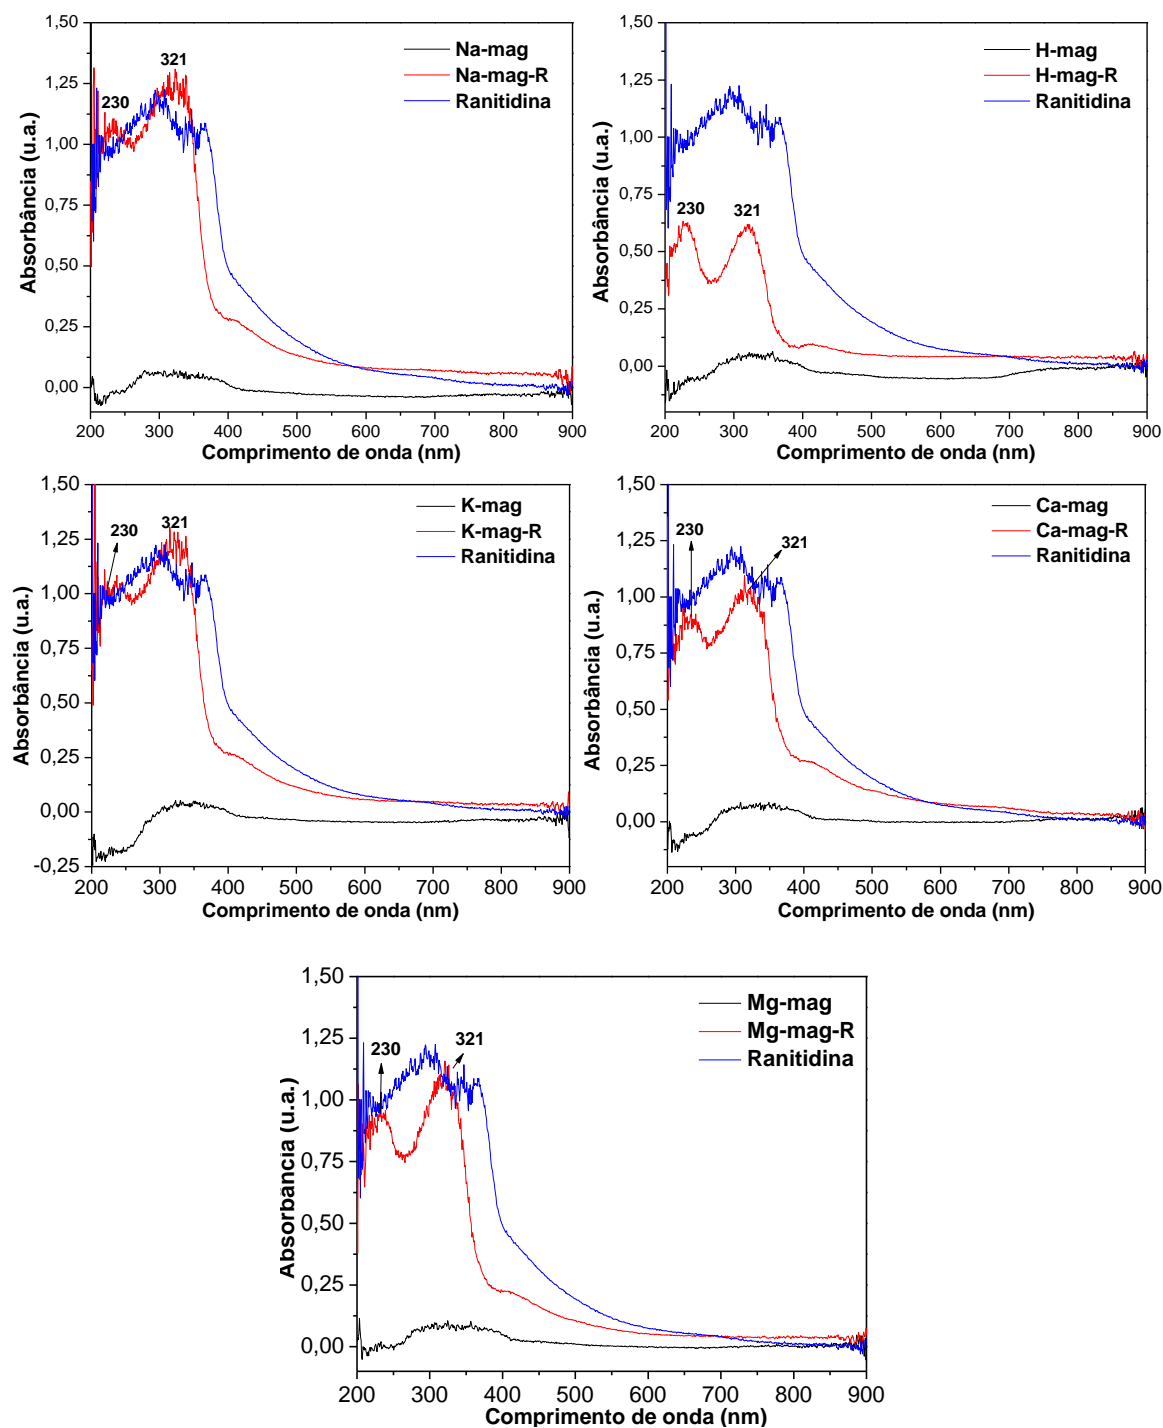 1,50
1,25
1,00
0,75
0,50
0,25
0,00
Absorbância (u.a.)
230
321
Na-mag
Na-mag-R
Ranitidina
200 300 400 500 600 700 800 900
Comprimento de onda (nm)
1,50
1,25
1,00
0,75
0,50
0,25
0,00
Absorbância (u.a.)
230
321
H-mag
H-mag-R
Ranitidina
200 300 400 500 600 700 800 900
Comprimento de onda (nm)
1,50
1,25
1,00
0,75
0,50
0,25
0,00
-0,25
Absorbância (u.a.)
230
321
K-mag
K-mag-R
Ranitidina
200 300 400 500 600 700 800 900
Comprimento de onda (nm)
1,50
1,25
1,00
0,75
0,50
0,25
0,00
Absorbância (u.a.)
230
321
Ca-mag
Ca-mag-R
Ranitidina
200 300 400 500 600 700 800 900
Comprimento de onda (nm)
1,50
1,25
1,00
0,75
0,50
0,25
0,00
Absorbância (u.a.)
230
321
Mg-mag
Mg-mag-R
Ranitidina
200 300 400 500 600 700 800 900
Comprimento de onda (nm)